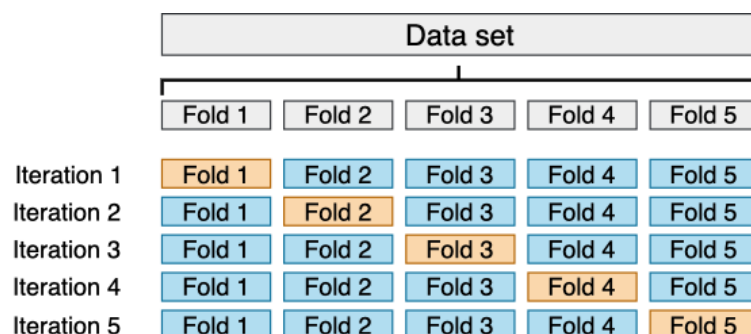 Data set
Fold 1 Fold 2 Fold 3 Fold 4 Fold 5
Iteration 1 Fold 1 Fold 2 Fold 3 Fold 4 Fold 5
Iteration 2 Fold 1 Fold 2 Fold 3 Fold 4 Fold 5
Iteration 3 Fold 1 Fold 2 Fold 3 Fold 4 Fold 5
Iteration 4 Fold 1 Fold 2 Fold 3 Fold 4 Fold 5
Iteration 5 Fold 1 Fold 2 Fold 3 Fold 4 Fold 5